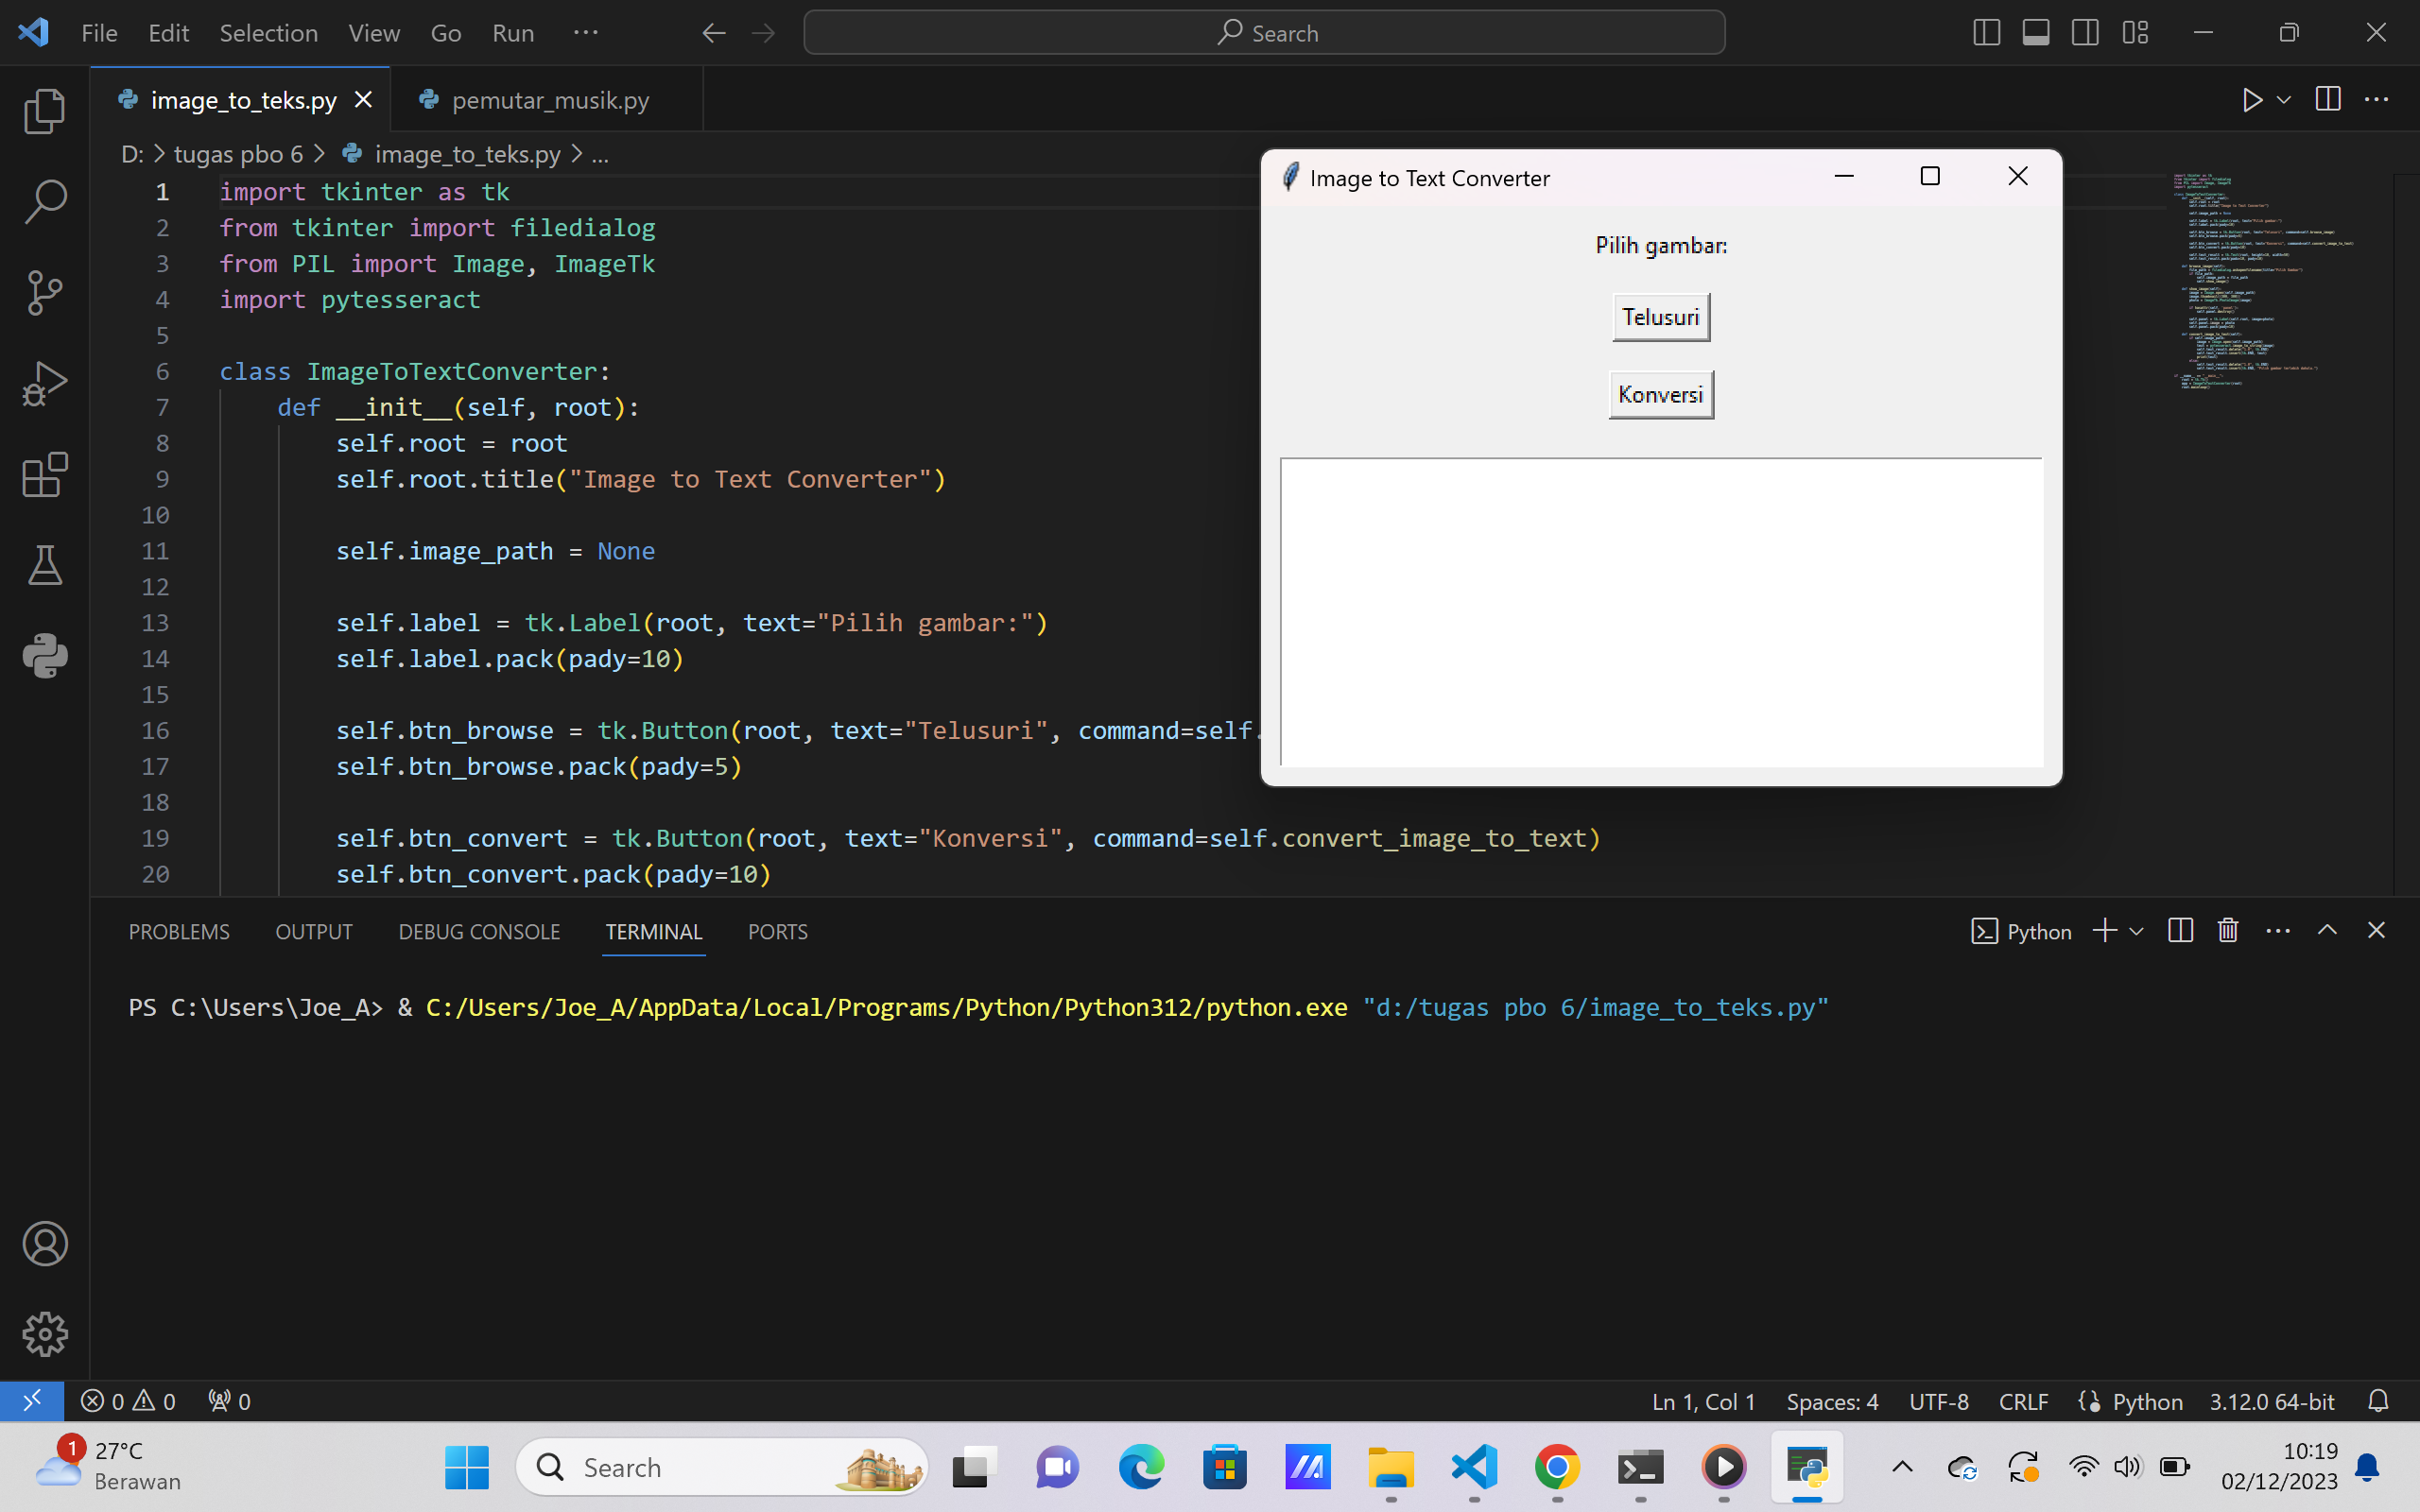 File Edit Selection View Go Run ···
Search
image_to_teks.py
pemutar_musik.py
D: > tugas pbo 6 > image_to_teks.py > ...
1 import tkinter as tk
2 from tkinter import filedialog
3 from PIL import Image, ImageTk
4 import pytesseract
5
6 class ImageToTextConverter:
7 def __init__(self, root):
8 self.root = root
9 self.root.title("Image to Text Converter")
10
11 self.image_path = None
12
13 self.label = tk.Label(root, text="Pilih gambar:")
14 self.label.pack(pady=10)
15
16 self.btn_browse = tk.Button(root, text="Telusuri", command=self.
17 self.btn_browse.pack(pady=5)
18
19 self.btn_convert = tk.Button(root, text="Konversi", command=self.convert_image_to_text)
20 self.btn_convert.pack(pady=10)
Image to Text Converter
Pilih gambar:
Telusuri
Konversi
PROBLEMS OUTPUT DEBUG CONSOLE TERMINAL PORTS
Python
PS C:\Users\Joe_A> & C:/Users/Joe_A/AppData/Local/Programs/Python/Python312/python.exe "d:/tugas pbo 6/image_to_teks.py"
0 0 0
Ln 1, Col 1 Spaces: 4 UTF-8 CRLF Python 3.12.0 64-bit
1
27°C
Berawan
Search
10:19
02/12/2023